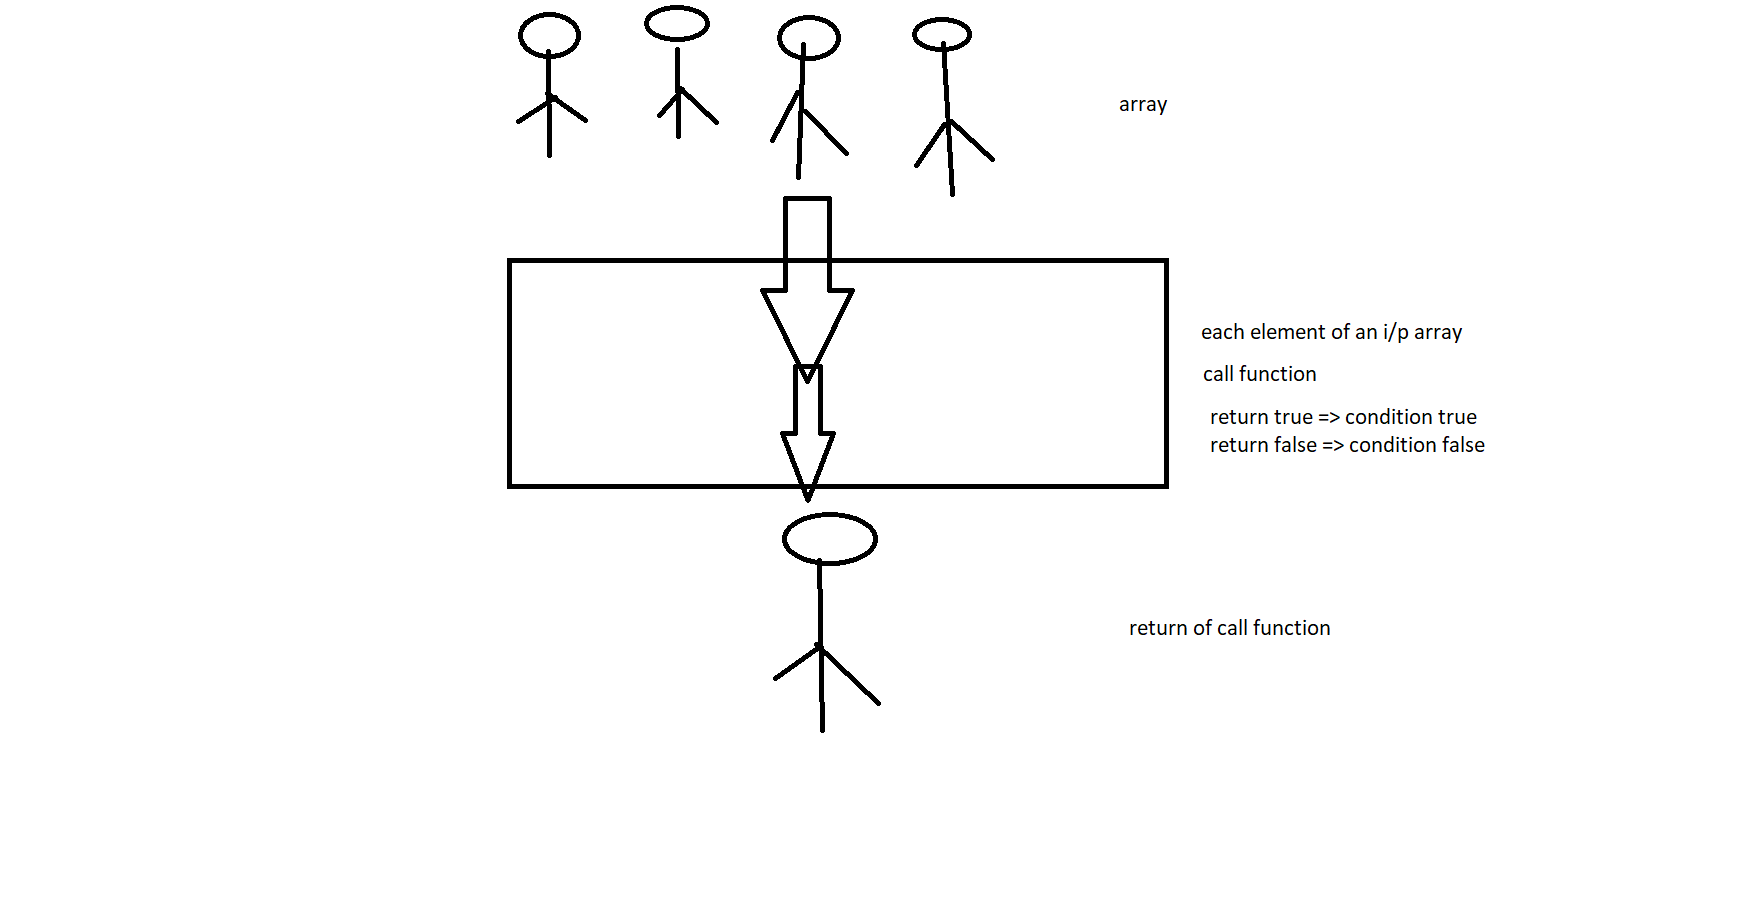 array
each element of an i/p array
call function
return true => condition true
return false => condition false
return of call function